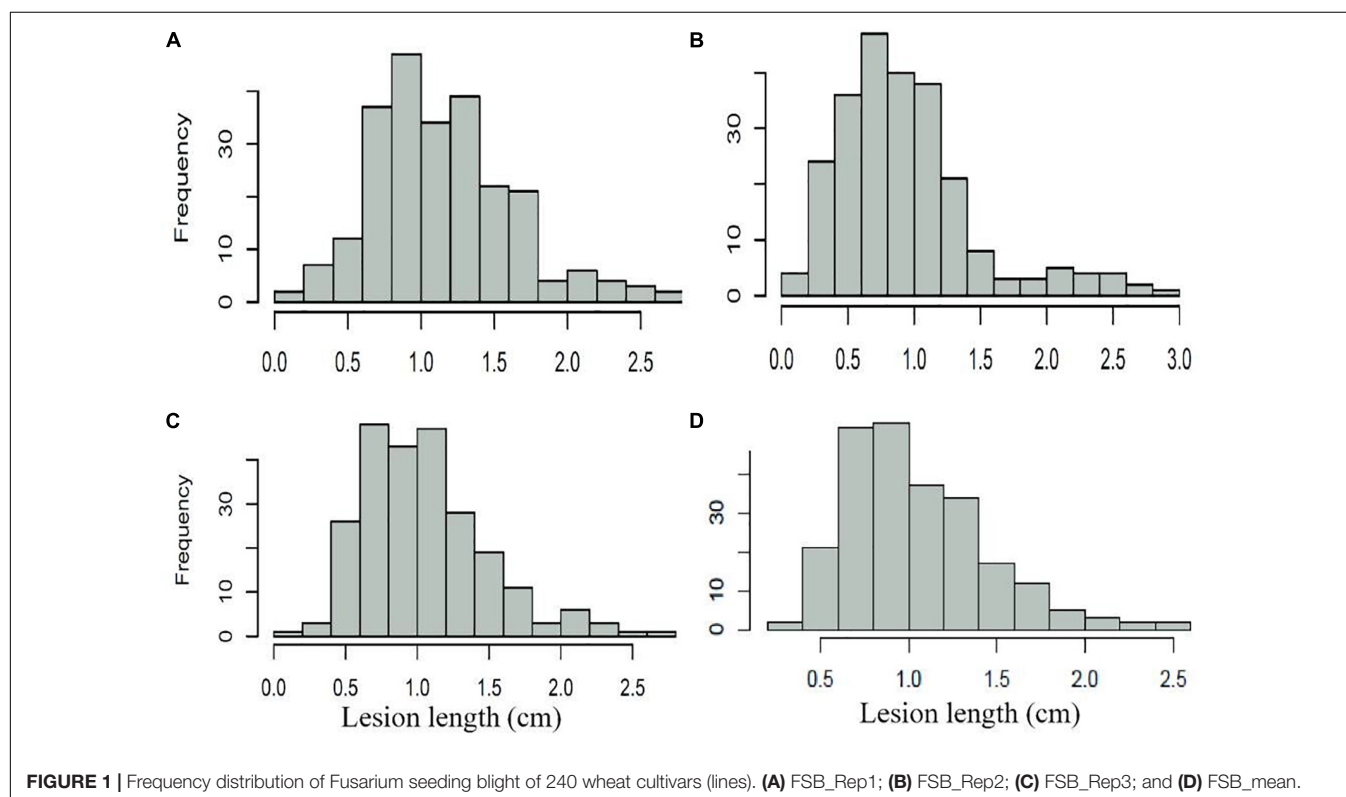 A
Frequency
0 10 30
0.0 0.5 1.0 1.5 2.0 2.5
B
0 10 30
0.0 0.5 1.0 1.5 2.0 2.5 3.0
C
Frequency
0 10 30
0.0 0.5 1.0 1.5 2.0 2.5
Lesion length (cm)
D
0 10 30
0.5 1.0 1.5 2.0 2.5
Lesion length (cm)
FIGURE 1 | Frequency distribution of Fusarium seeding blight of 240 wheat cultivars (lines). (A) FSB_Rep1; (B) FSB_Rep2; (C) FSB_Rep3; and (D) FSB_mean.